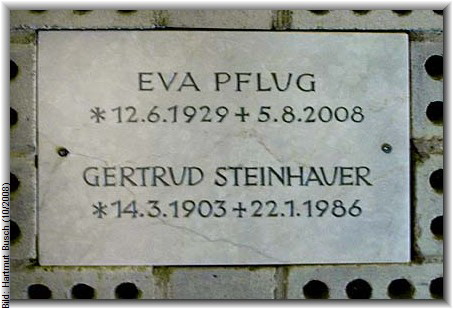 EVA PFLUG
*12.6.1929+5.8.2008
GERTRUD STEINHAUER
*14.3.1903+22.1.1986
Bild: Hartmut Busch (10/2008)